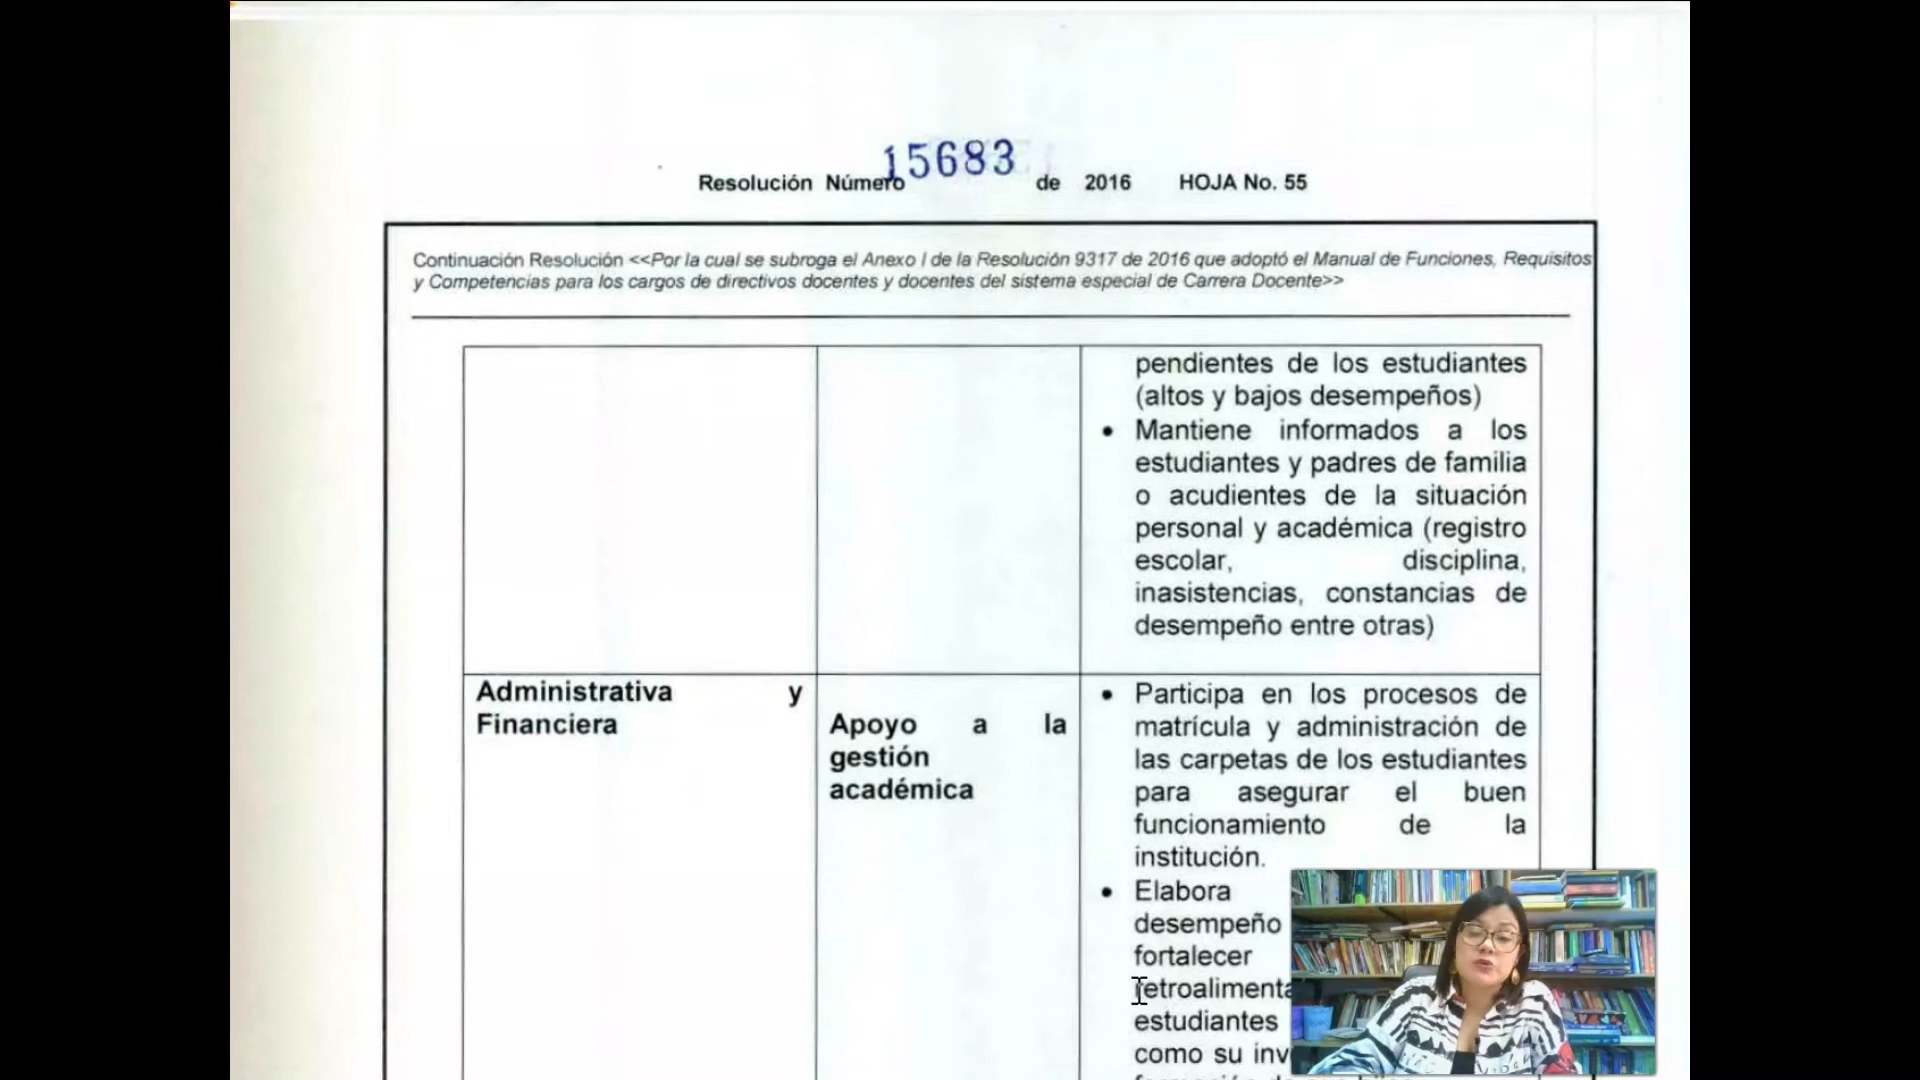 15683
Resolución Número de 2016 HOJA No. 55
Continuación Resolución <<Por la cual se subroga el Anexo I de la Resolución 9317 de 2016 que adoptó el Manual de Funciones, Requisitos
y Competencias para los cargos de directivos docentes y docentes del sistema especial de Carrera Docente>>
pendientes de los estudiantes
(altos y bajos desempeños)
• Mantiene informados a los
estudiantes y padres de familia
o acudientes de la situación
personal y académica (registro
escolar, disciplina,
inasistencias, constancias de
desempeño entre otras)
Administrativa y
Financiera
Apoyo a la
gestión
académica
• Participa en los procesos de
matrícula y administración de
las carpetas de los estudiantes
para asegurar el buen
funcionamiento de la
institución.
• Elabora
desempeño
fortalecer
retroalimenta
estudiantes
como su inv